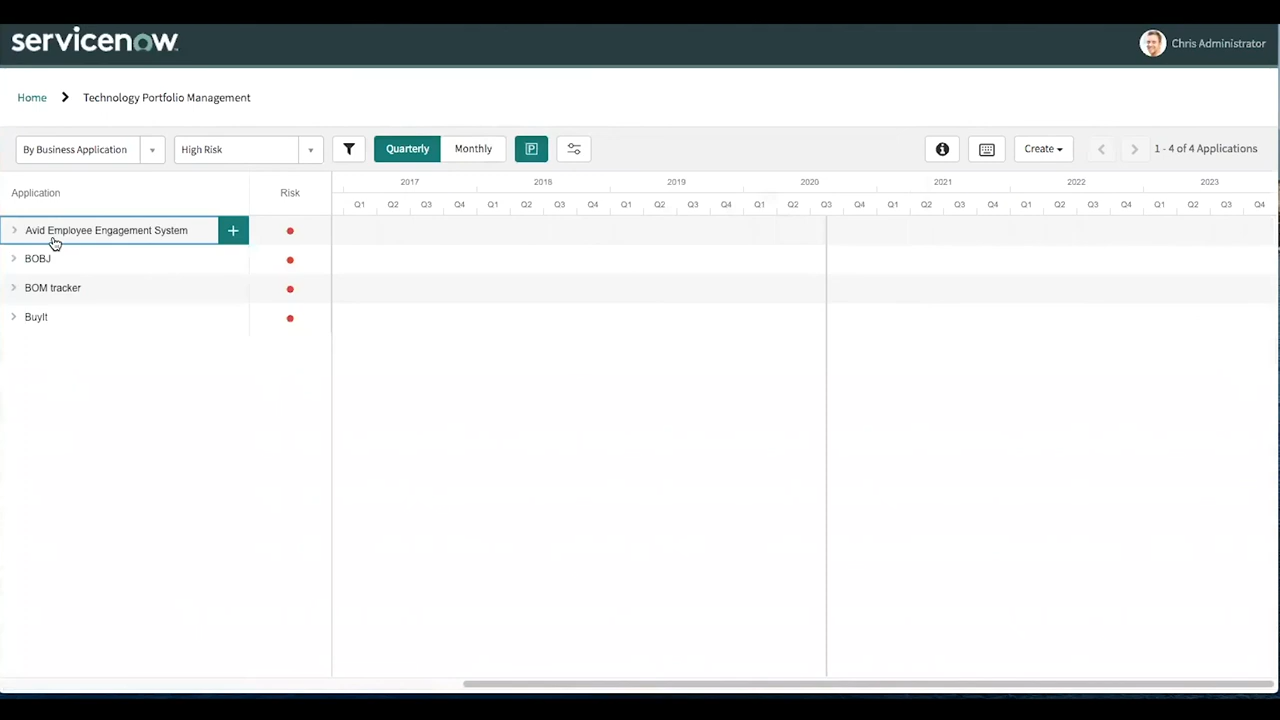 servicenow
Chris Administrator
Home Technology Portfolio Management
By Business Application High Risk Quarterly Monthly P Create 1 - 4 of 4 Applications
Application Risk 2017 2018 2019 2020 2021 2022 2023
Q1 Q2 Q3 Q4 Q1 Q2 Q3 Q4 Q1 Q2 Q3 Q4 Q1 Q2 Q3 Q4 Q1 Q2 Q3 Q4 Q1 Q2 Q3 Q4 Q1 Q2 Q3 Q4
Avid Employee Engagement System
BOBJ
BOM tracker
BuyIt